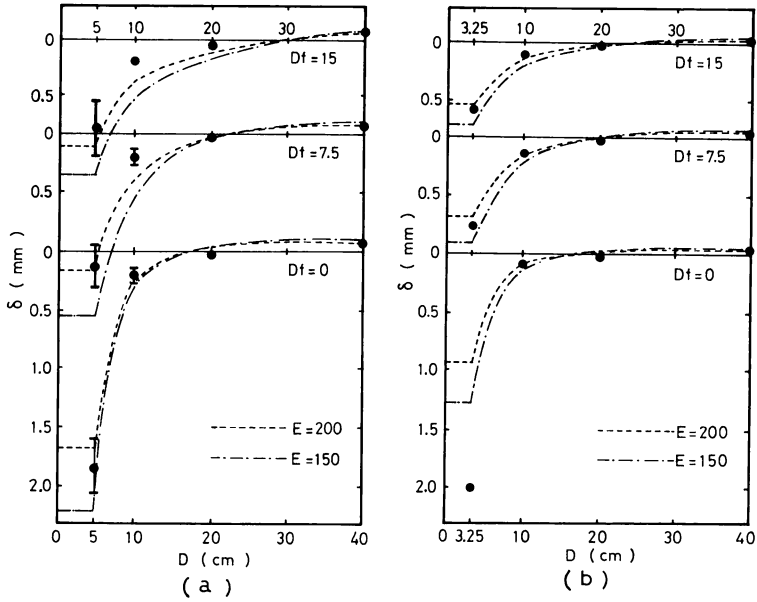 5 20 30 40
0
Df = 15
0.5
0
Df = 7.5
0.5
0
Df = 0
0.5
1.0
1.5
2.0
δ ( mm )
E = 200
E = 150
0 5 10 20 30 40
D ( cm )
( a )
3.25 10 20 30 40
0
Df = 15
0.5
0
Df = 7.5
0.5
0
Df = 0
0.5
1.0
1.5
2.0
δ ( mm )
E = 200
E = 150
0 3.25 10 20 30 40
D ( cm )
( b )